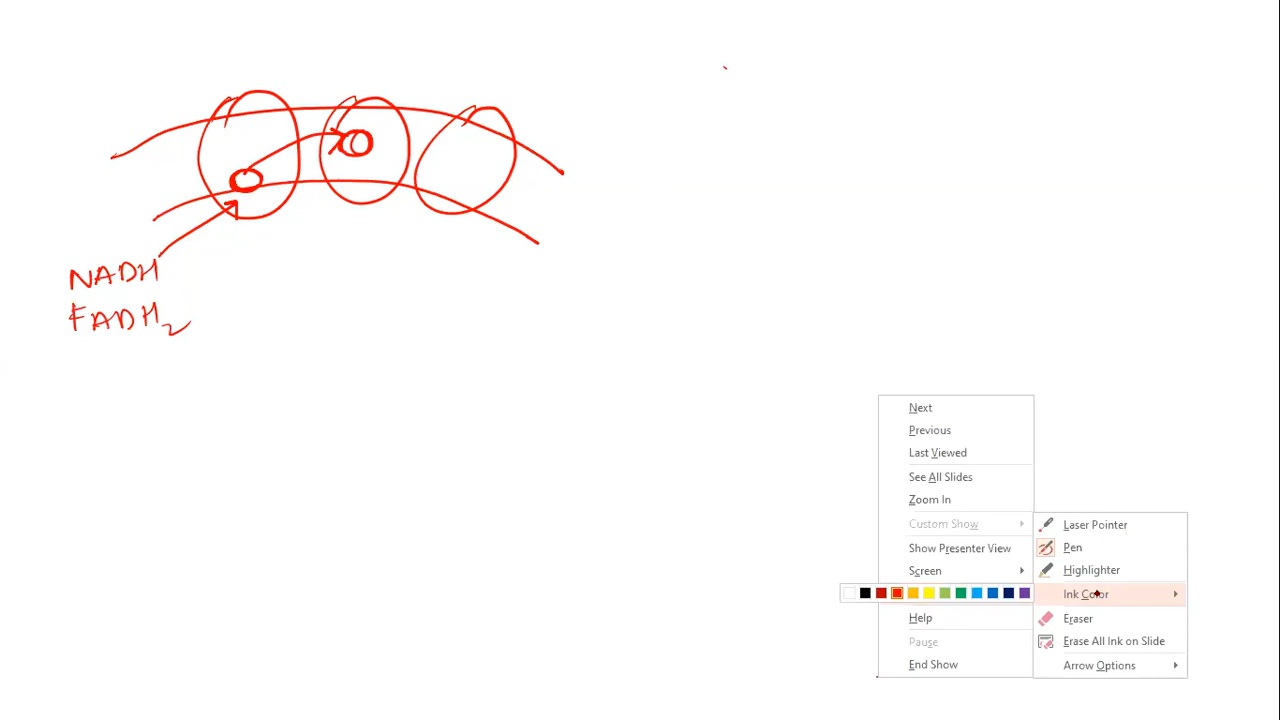 NADH
FADH2
Next
Previous
Last Viewed
See All Slides
Zoom In
Custom Show
Show Presenter View
Screen
Help
Pause
End Show
Laser Pointer
Pen
Highlighter
Ink Color
Eraser
Erase All Ink on Slide
Arrow Options